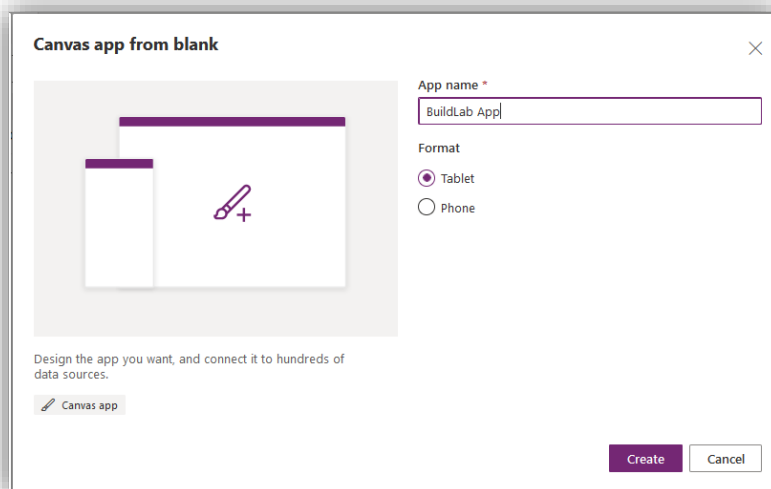 Canvas app from blank
App name *
BuildLab App
Format
Tablet
Phone
Design the app you want, and connect it to hundreds of
data sources.
Canvas app
Create
Cancel